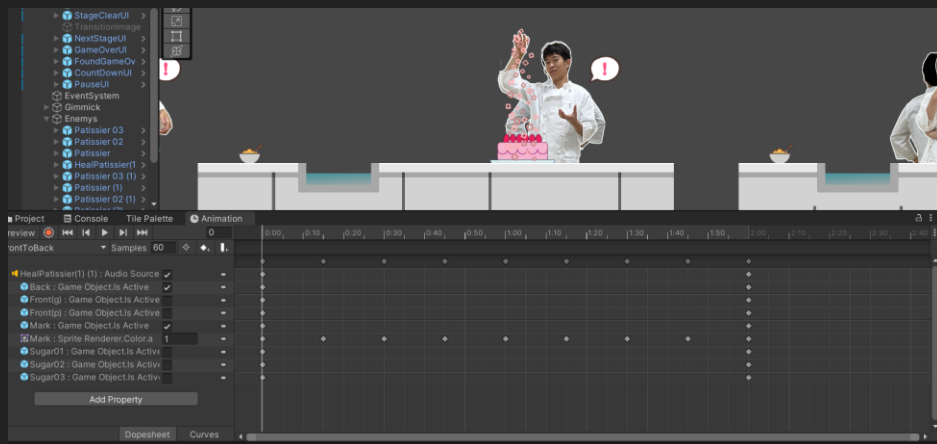 StageClearUI
TransitionImage
NextStageUI
GameOverUI
FoundGameOv
CountDownUI
PauseUI
EventSystem
Gimmick
Enemys
Patissier 03
Patissier 02
Patissier
HealPatissier(1
Patissier 03 (1)
Patissier (1)
Patissier 02 (1)
!
!
Project Console Tile Palette Animation
review 0
rontToBack Samples 60
0:00 0:10 0:20 0:30 0:40 0:50 1:00 1:10 1:20 1:30 1:40 1:50 2:00 2:10 2:20 2:30 2:40
HealPatissier(1) (1) : Audio Source
Back : Game Object.Is Active
Front(g) : Game Object.Is Active
Front(p) : Game Object.Is Active
Mark : Game Object.Is Active
Mark : Sprite Renderer.Color.a 1
Sugar01 : Game Object.Is Active
Sugar02 : Game Object.Is Active
Sugar03 : Game Object.Is Active
Add Property
Dopesheet Curves